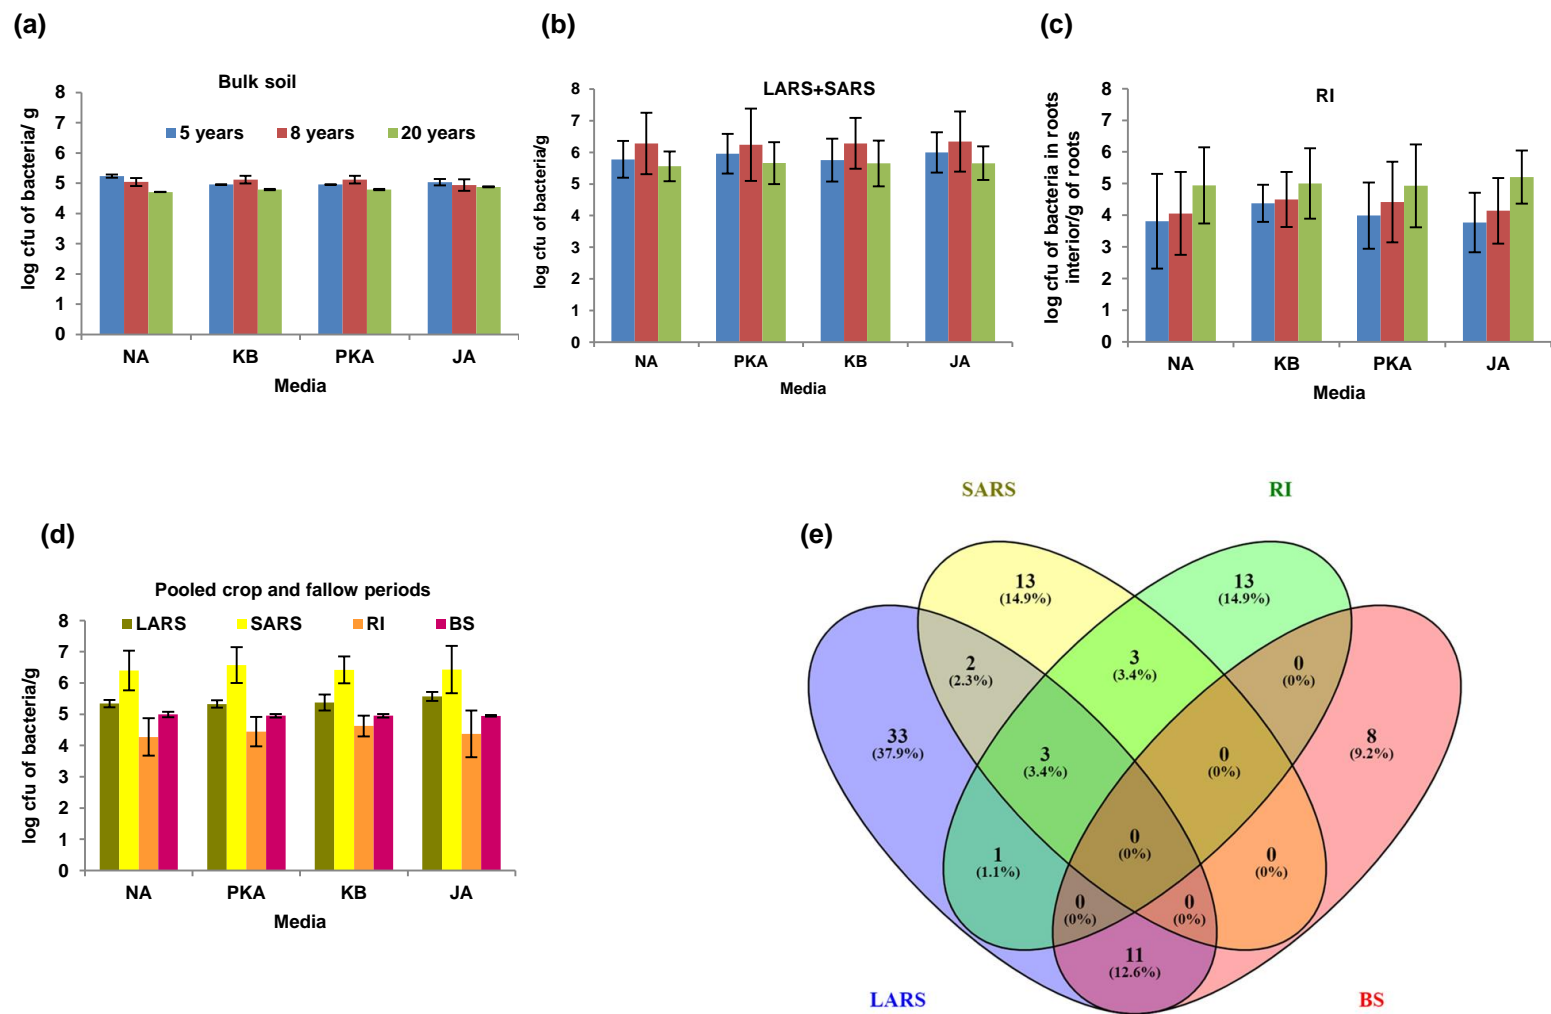 (a)
Bulk soil
log cfu of bacteria/ g
8
7
6
5
4
3
2
1
0
5 years 8 years 20 years
NA KB PKA JA
Media
(b)
LARS+SARS
log cfu of bacteria/g
8
7
6
5
4
3
2
1
0
NA PKA KB JA
Media
(c)
RI
log cfu of bacteria in roots
interior/g of roots
8
7
6
5
4
3
2
1
0
NA KB PKA JA
Media
(d)
Pooled crop and fallow periods
LARS SARS RI BS
log cfu of bacteria/g
8
7
6
5
4
3
2
1
0
NA PKA KB JA
Media
(e)
SARS RI
13
(14.9%)
13
(14.9%)
2
(2.3%)
3
(3.4%)
0
(0%)
33
(37.9%)
3
(3.4%)
0
(0%)
8
(9.2%)
1
(1.1%)
0
(0%)
0
(0%)
0
(0%)
0
(0%)
11
(12.6%)
LARS BS